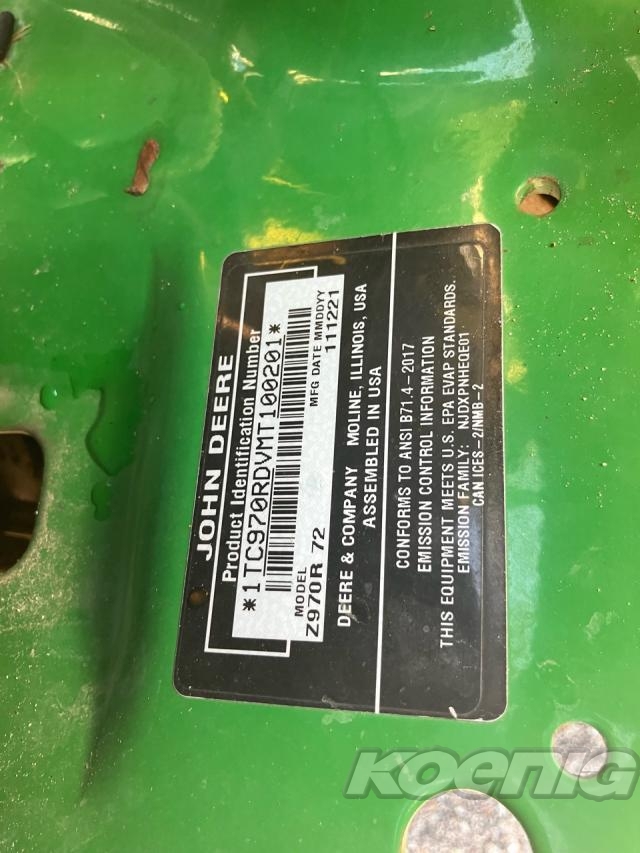 JOHN DEERE
Product Identification Number
*1TC970RDVMT100201*
MODEL MFG DATE MMDDYY
Z970R 72 111221
DEERE & COMPANY MOLINE, ILLINOIS, USA
ASSEMBLED IN USA
CONFORMS TO ANSI B71.4-2017
EMISSION CONTROL INFORMATION
THIS EQUIPMENT MEETS U.S. EPA EVAP STANDARDS.
EMISSION FAMILY: NJDXPNHHEQE01
CAN ICES-2/NMB-2
KOENIG